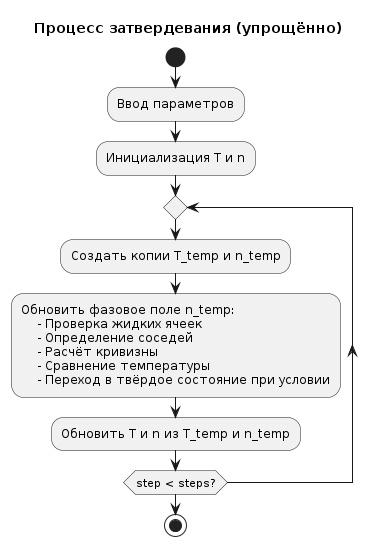 Процесс затвердевания (упрощённо)
Ввод параметров
Инициализация T и n
Создать копии T_temp и n_temp
Обновить фазовое поле n_temp:
- Проверка жидких ячеек
- Определение соседей
- Расчёт кривизны
- Сравнение температуры
- Переход в твёрдое состояние при условии
Обновить T и n из T_temp и n_temp
step < steps?